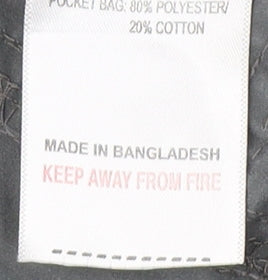 POCKET BAG: 80% POLYESTER/
20% COTTON
MADE IN BANGLADESH
KEEP AWAY FROM FIRE